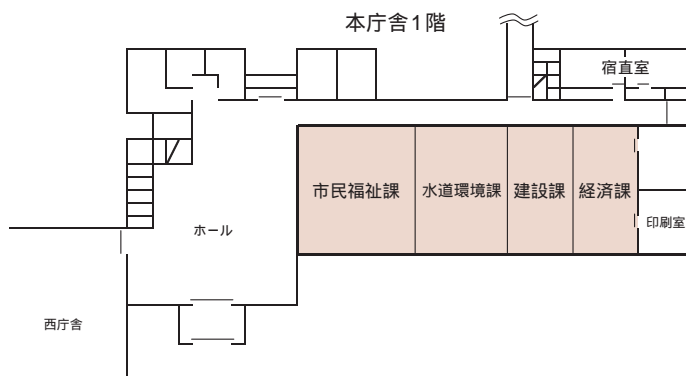 本庁舎1階
宿直室
市民福祉課
水道環境課
建設課
経済課
印刷室
ホール
西庁舎